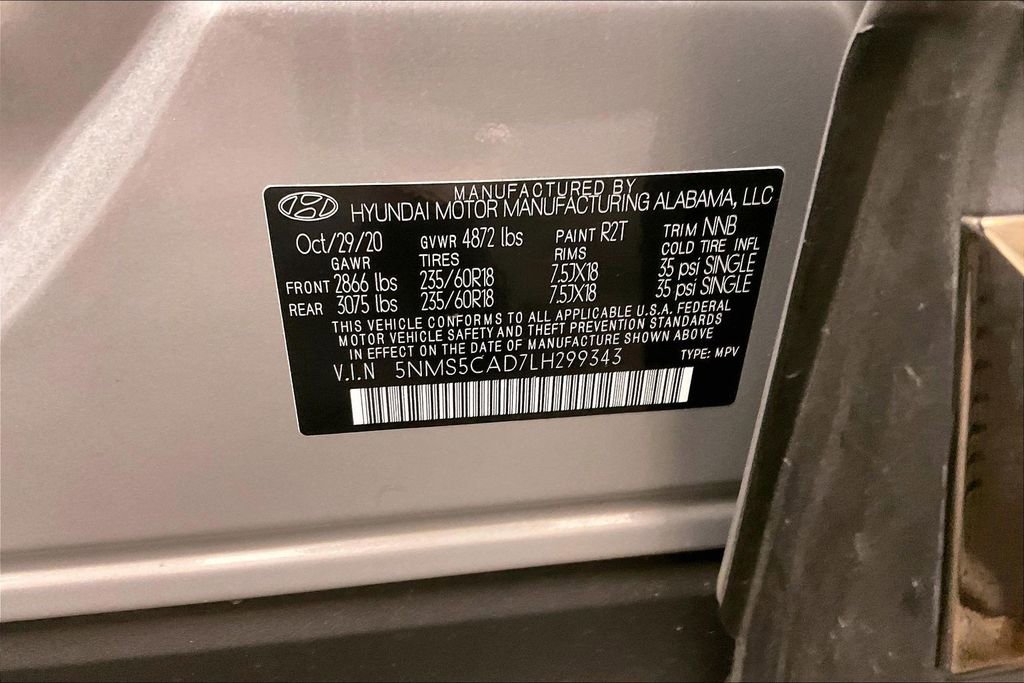 MANUFACTURED BY
HYUNDAI MOTOR MANUFACTURING ALABAMA, LLC
Oct/29/20 GVWR 4872 lbs PAINT R2T TRIM NNB
GAWR TIRES RIMS COLD TIRE INFL
FRONT 2866 lbs 235/60R18 7.5JX18 35 psi SINGLE
REAR 3075 lbs 235/60R18 7.5JX18 35 psi SINGLE
THIS VEHICLE CONFORMS TO ALL APPLICABLE U.S.A. FEDERAL
MOTOR VEHICLE SAFETY AND THEFT PREVENTION STANDARDS
IN EFFECT ON THE DATE OF MANUFACTURE SHOWN ABOVE
V.I.N 5NMS5CAD7LH299343 TYPE: MPV